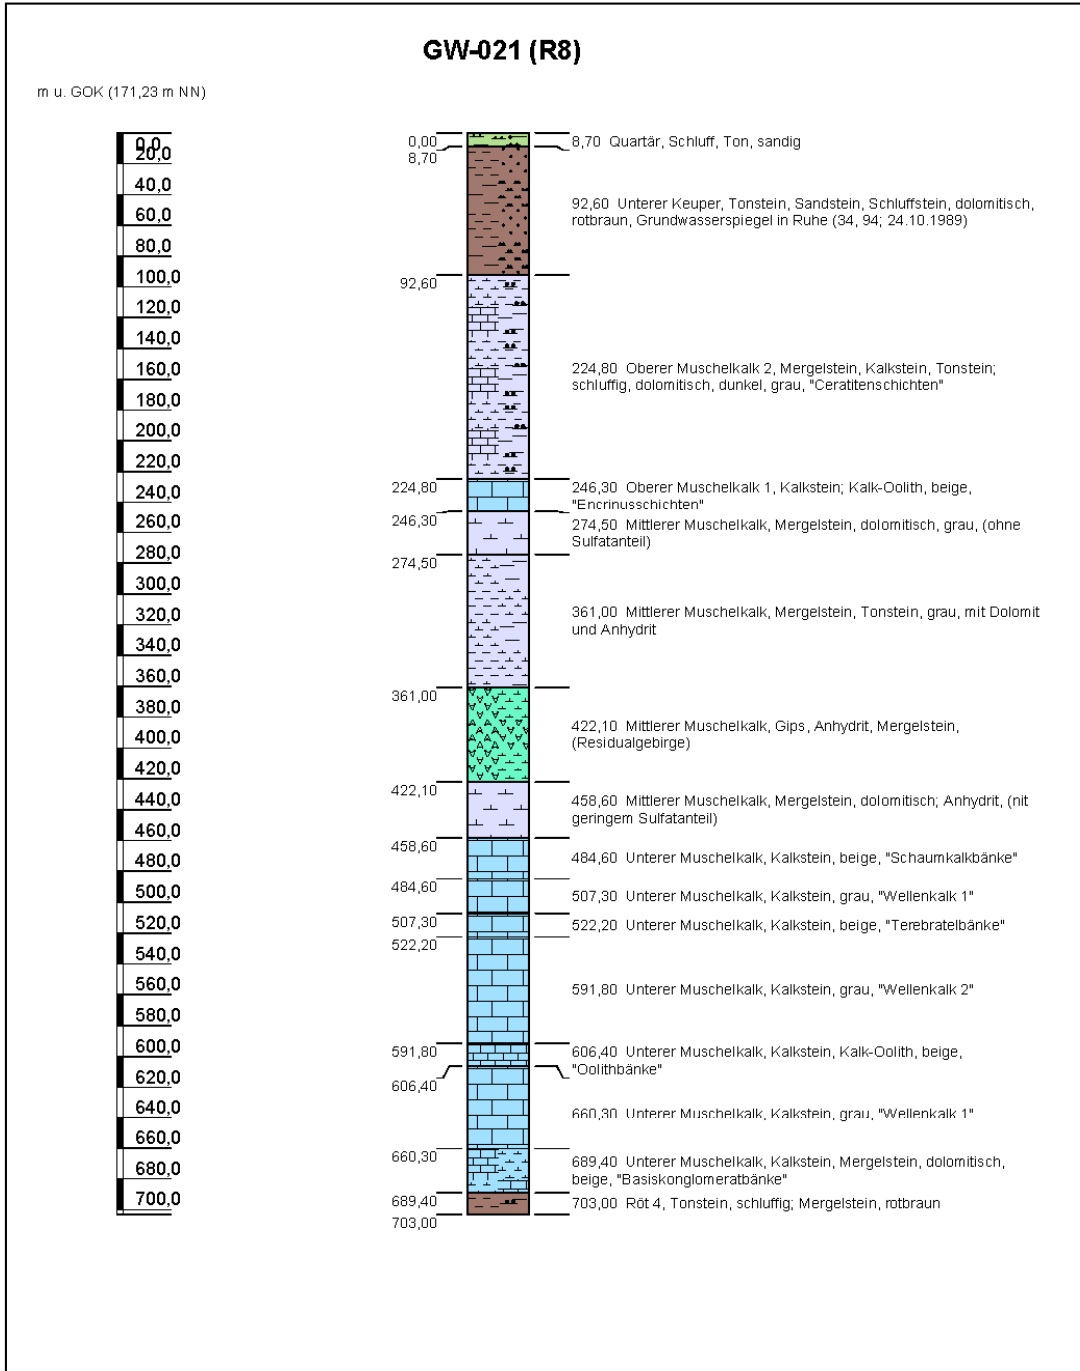 GW-021 (R8)
m u. GOK (171,23 m NN)
0,0
20,0
40,0
60,0
80,0
100,0
120,0
140,0
160,0
180,0
200,0
220,0
240,0
260,0
280,0
300,0
320,0
340,0
360,0
380,0
400,0
420,0
440,0
460,0
480,0
500,0
520,0
540,0
560,0
580,0
600,0
620,0
640,0
660,0
680,0
700,0
0,00
8,70
92,60
224,80
246,30
274,50
361,00
422,10
458,60
484,60
507,30
522,20
591,80
606,40
660,30
689,40
703,00
8,70 Quartär, Schluff, Ton, sandig
92,60 Unterer Keuper, Tonstein, Sandstein, Schluffstein, dolomitisch,
rotbraun, Grundwasserspiegel in Ruhe (34, 94; 24.10.1989)
224,80 Oberer Muschelkalk 2, Mergelstein, Kalkstein, Tonstein;
schluffig, dolomitisch, dunkel, grau, "Ceratitenschichten"
246,30 Oberer Muschelkalk 1, Kalkstein; Kalk-Oolith, beige,
"Encrinusschichten"
274,50 Mittlerer Muschelkalk, Mergelstein, dolomitisch, grau, (ohne
Sulfatanteil)
361,00 Mittlerer Muschelkalk, Mergelstein, Tonstein, grau, mit Dolomit
und Anhydrit
422,10 Mittlerer Muschelkalk, Gips, Anhydrit, Mergelstein,
(Residualgebirge)
458,60 Mittlerer Muschelkalk, Mergelstein, dolomitisch; Anhydrit, (nit
geringem Sulfatanteil)
484,60 Unterer Muschelkalk, Kalkstein, beige, "Schaumkalkbänke"
507,30 Unterer Muschelkalk, Kalkstein, grau, "Wellenkalk 1"
522,20 Unterer Muschelkalk, Kalkstein, beige, "Terebratelbänke"
591,80 Unterer Muschelkalk, Kalkstein, grau, "Wellenkalk 2"
606,40 Unterer Muschelkalk, Kalkstein, Kalk-Oolith, beige,
"Oolithbänke"
660,30 Unterer Muschelkalk, Kalkstein, grau, "Wellenkalk 1"
689,40 Unterer Muschelkalk, Kalkstein, Mergelstein, dolomitisch,
beige, "Basiskonglomeratbänke"
703,00 Röt 4, Tonstein, schluffig; Mergelstein, rotbraun